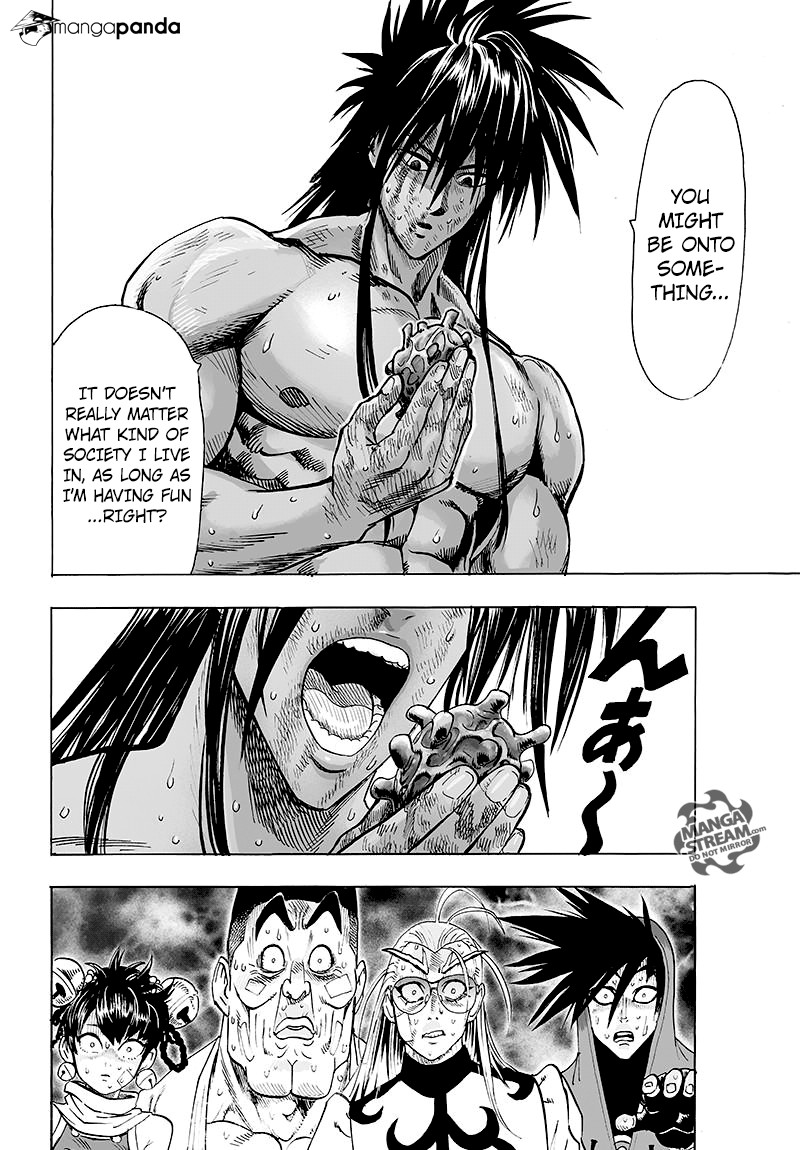 mangapanda
YOU
MIGHT
BE ONTO
SOME-
THING...
IT DOESN'T
REALLY MATTER
WHAT KIND OF
SOCIETY I LIVE
IN, AS LONG AS
I'M HAVING FUN
...RIGHT?
んあ〜
MANGA
STREAM.com
DO NOT MIRROR